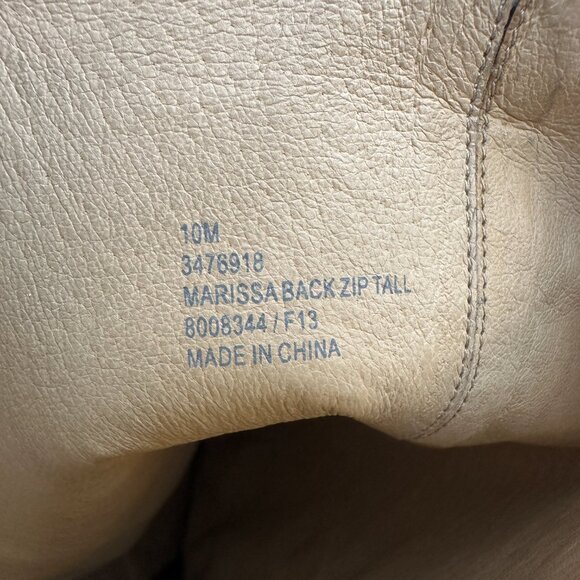 10M
3476918
MARISSA BACK ZIP TALL
8008344 / F13
MADE IN CHINA